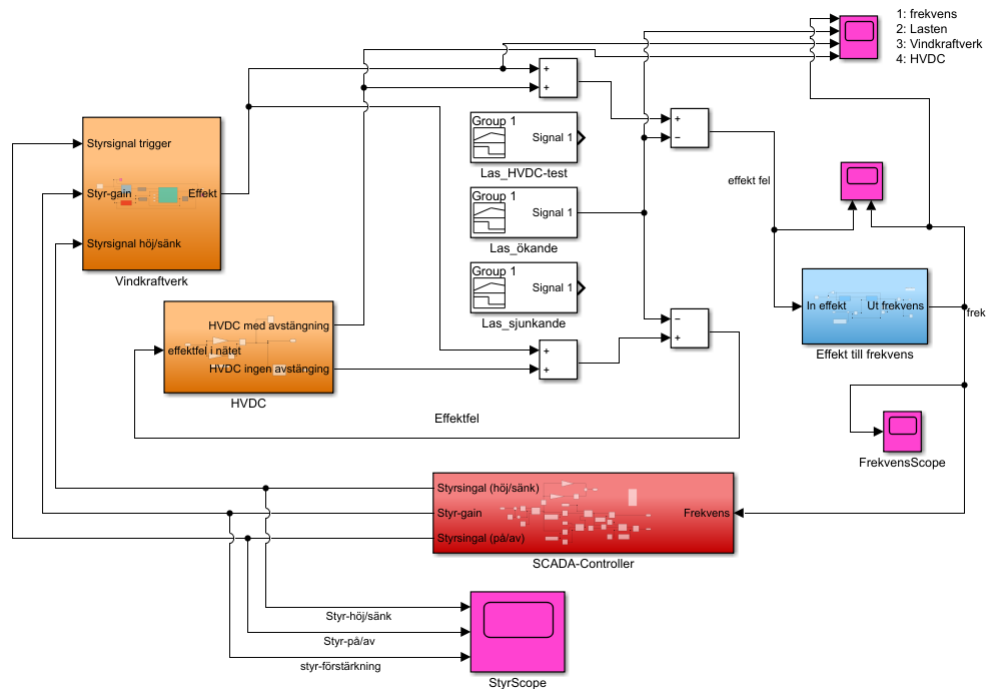 1: frekvens
2: Lasten
3: Vindkraftverk
4: HVDC
+
+
Group 1
Signal 1
Las_HVDC-test
+
−
Styrsignal trigger
Styr-gain
Effekt
Styrsignal höj/sänk
Vindkraftverk
effekt fel
Group 1
Signal 1
Las_ökande
Group 1
Signal 1
Las_sjunkande
In effekt
Ut frekvens
Effekt till frekvens
frek
HVDC med avstängning
effektfel i nätet
HVDC ingen avstänging
HVDC
−
+
+
+
Effektfel
FrekvensScope
Styrsingal (höj/sänk)
Styr-gain
Frekvens
Styrsingal (på/av)
SCADA-Controller
Styr-höj/sänk
Styr-på/av
styr-förstärkning
StyrScope